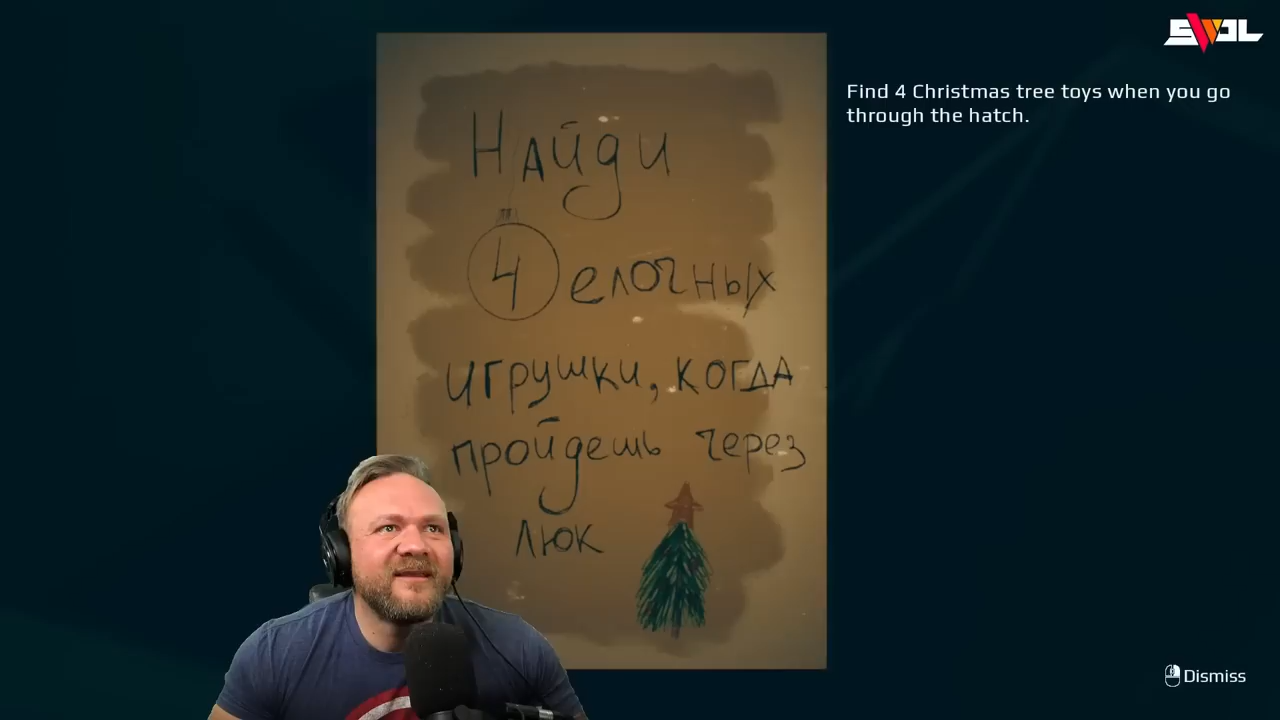 SWOL
Find 4 Christmas tree toys when you go
through the hatch.
Найди
4 елочных
игрушки, когда
пройдешь через
люк
Dismiss